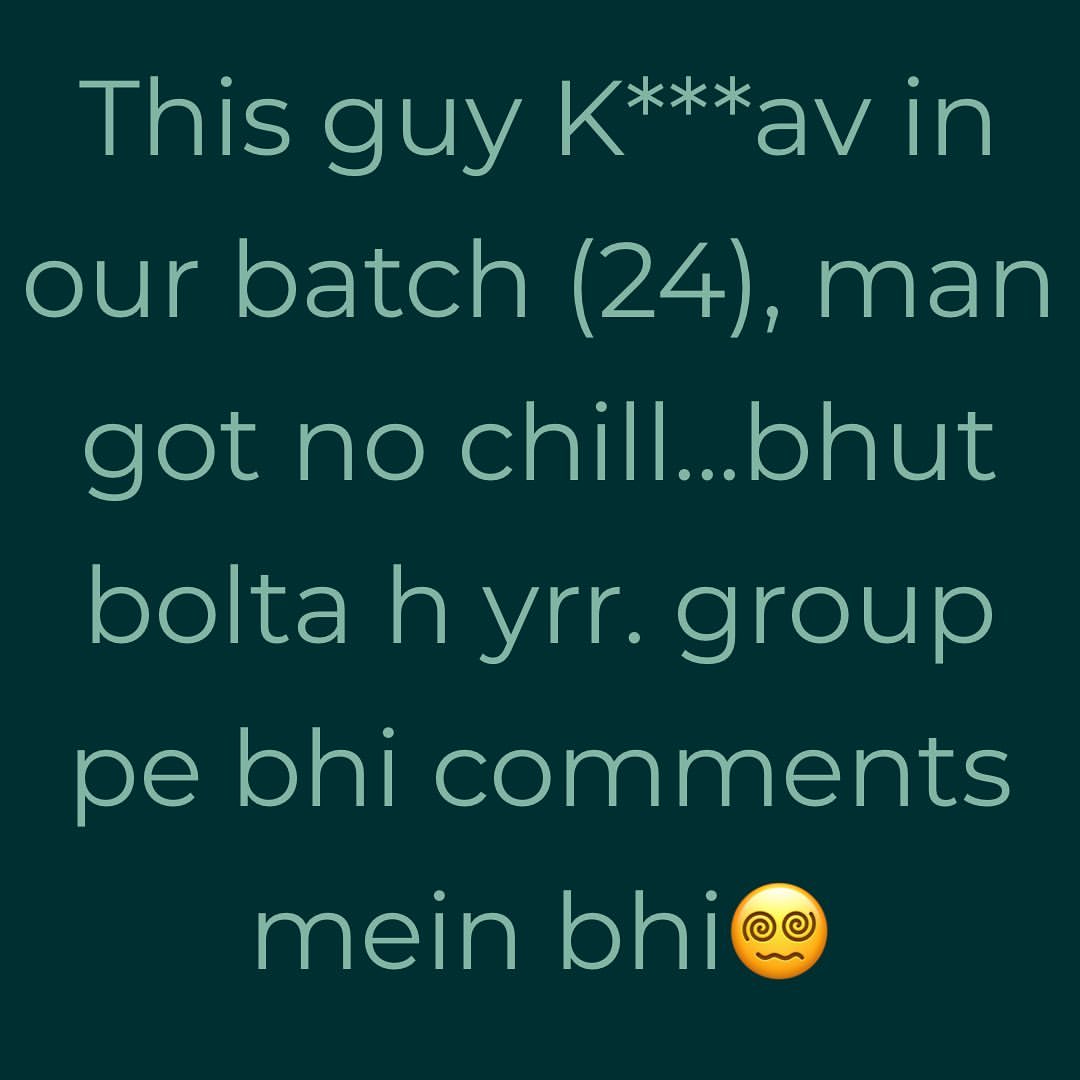 This guy K***av in
our batch (24), man
got no chill...bhut
bolta h yrr. group
pe bhi comments
mein bhi😵‍💫